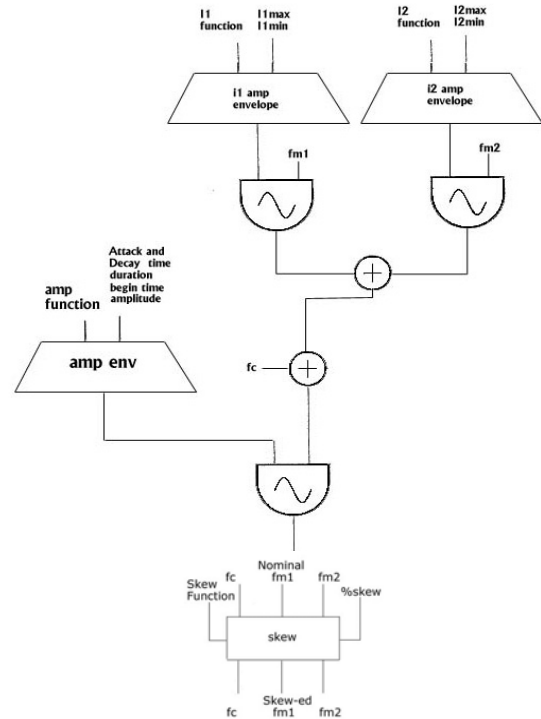 I1
function
I1max
I1min
I2
function
I2max
I2min
i1 amp
envelope
i2 amp
envelope
fm1
fm2
Attack and
Decay time
duration
begin time
amplitude
amp
function
amp env
fc
Nominal
fc fm1 fm2
Skew
Function
%skew
skew
Skew-ed
fc fm1 fm2